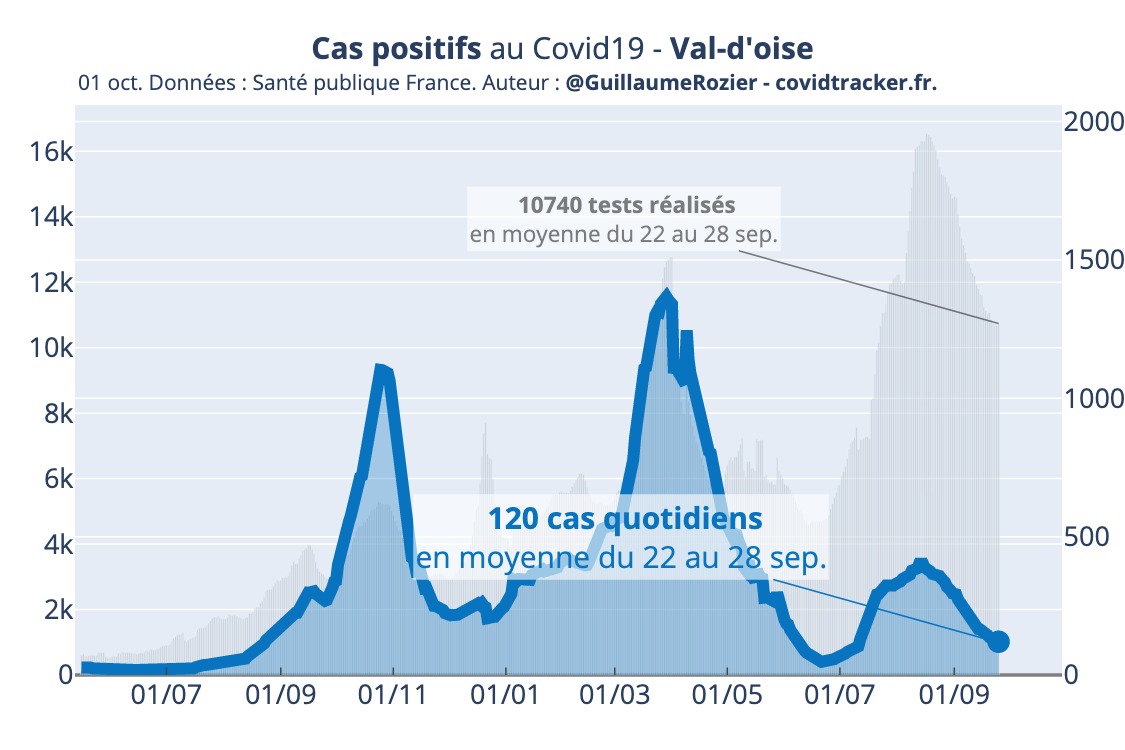 Cas positifs au Covid19 - Val-d'oise
01 oct. Données : Santé publique France. Auteur : @GuillaumeRozier - covidtracker.fr.
2000
16k
10740 tests réalisés
14k
en moyenne du 22 au 28 sep.
1500
12k
10k
1000
8k
6k
120 cas quotidiens
4k
500
en moyenne du 22 au 28 sep.
2k
0
0
01/07 01/09 01/11 01/01 01/03 01/05 01/07 01/09